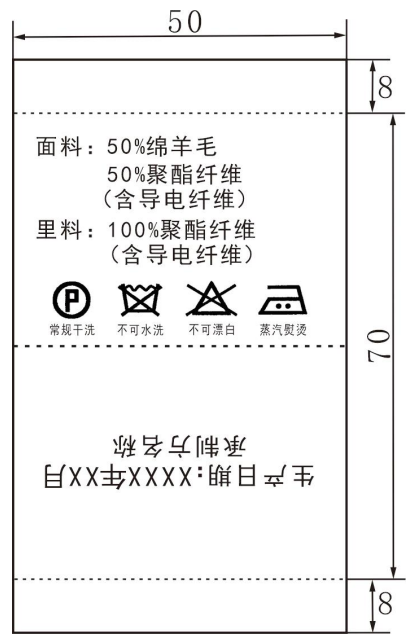 50
8
面料：50%绵羊毛
50%聚酯纤维
（含导电纤维）
里料：100%聚酯纤维
（含导电纤维）
P
常规干洗 不可水洗 不可漂白 蒸汽熨烫
70
承制方名称
生产日期:XXXX年XX月
8